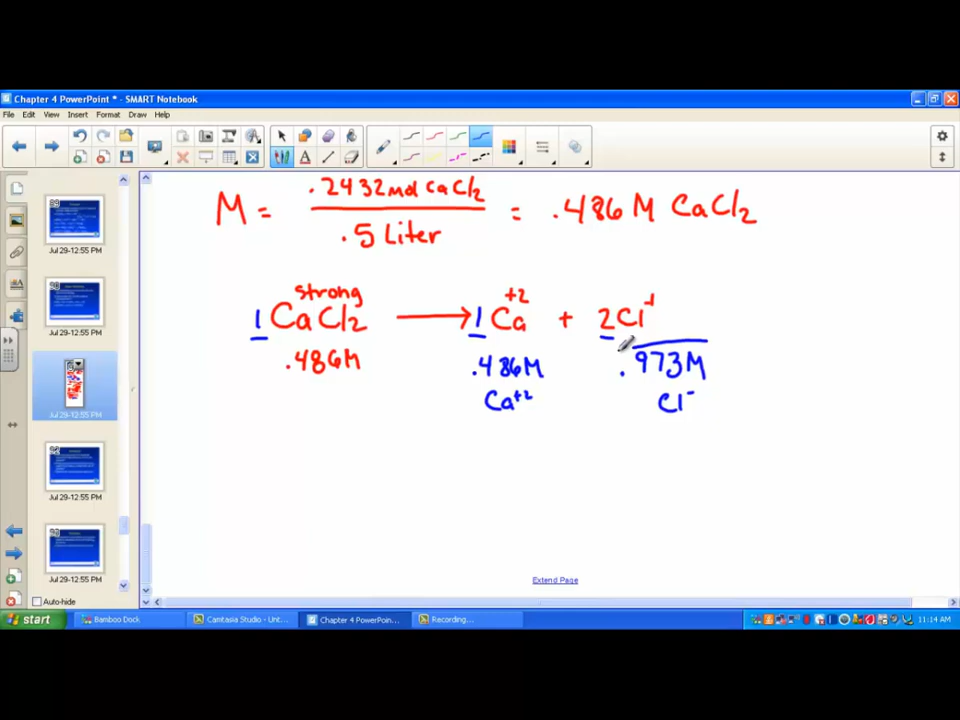 Chapter 4 PowerPoint * - SMART Notebook
File Edit View Insert Format Draw Help
M = .2432 mol CaCl2 / .5 Liter = .486 M CaCl2
strong
1 CaCl2 → 1 Ca+2 + 2Cl-1
.486M .486M .973M
Ca+2 Cl-
Jul 29-12:55 PM
Jul 29-12:55 PM
Jul 29-12:55 PM
Jul 29-12:55 PM
Jul 29-12:55 PM
Extend Page
Auto-hide
start Bamboo Dock Camtasia Studio - Unt... Chapter 4 PowerPoin... Recording... 11:14 AM